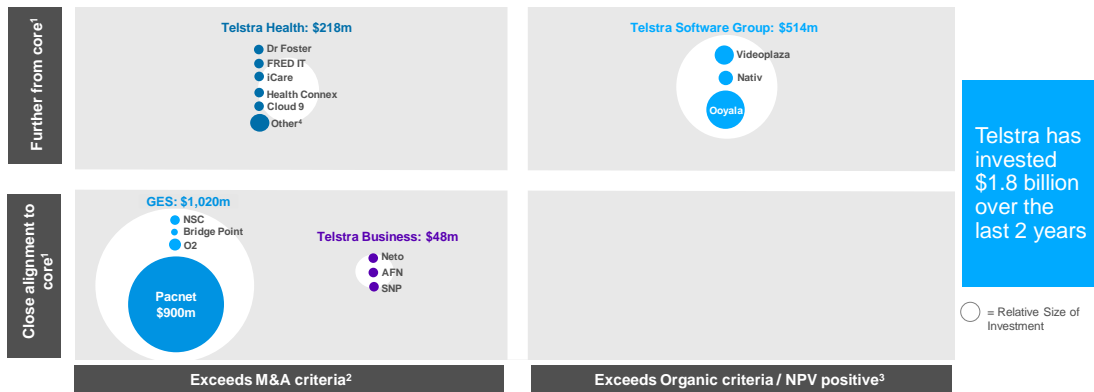 Further from core¹
Telstra Health: $218m
Dr Foster
FRED IT
iCare
Health Connex
Cloud 9
Other⁴
Telstra Software Group: $514m
Videoplaza
Nativ
Ooyala
Close alignment to
core¹
GES: $1,020m
NSC
Bridge Point
O2
Pacnet
$900m
Telstra Business: $48m
Neto
AFN
SNP
Telstra has
invested
$1.8 billion
over the
last 2 years
= Relative Size of
Investment
Exceeds M&A criteria²
Exceeds Organic criteria / NPV positive³